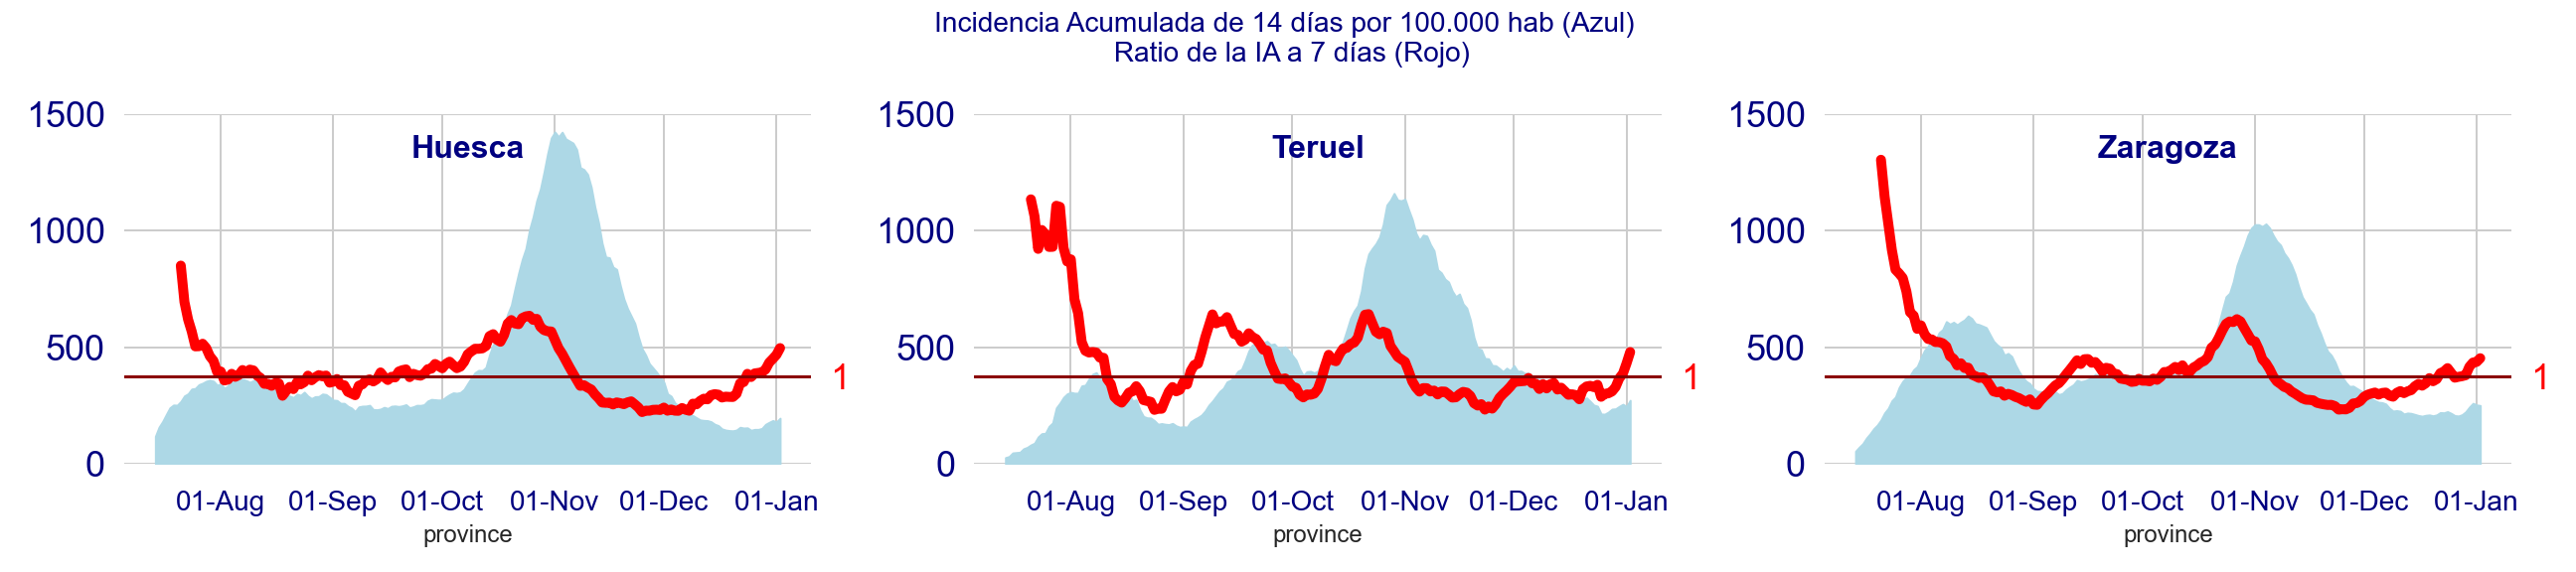 Incidencia Acumulada de 14 días por 100.000 hab (Azul)
Ratio de la IA a 7 días (Rojo)
Huesca
1500
1000
500
0
1
01-Aug 01-Sep 01-Oct 01-Nov 01-Dec 01-Jan
province
Teruel
1500
1000
500
0
1
01-Aug 01-Sep 01-Oct 01-Nov 01-Dec 01-Jan
province
Zaragoza
1500
1000
500
0
1
01-Aug 01-Sep 01-Oct 01-Nov 01-Dec 01-Jan
province